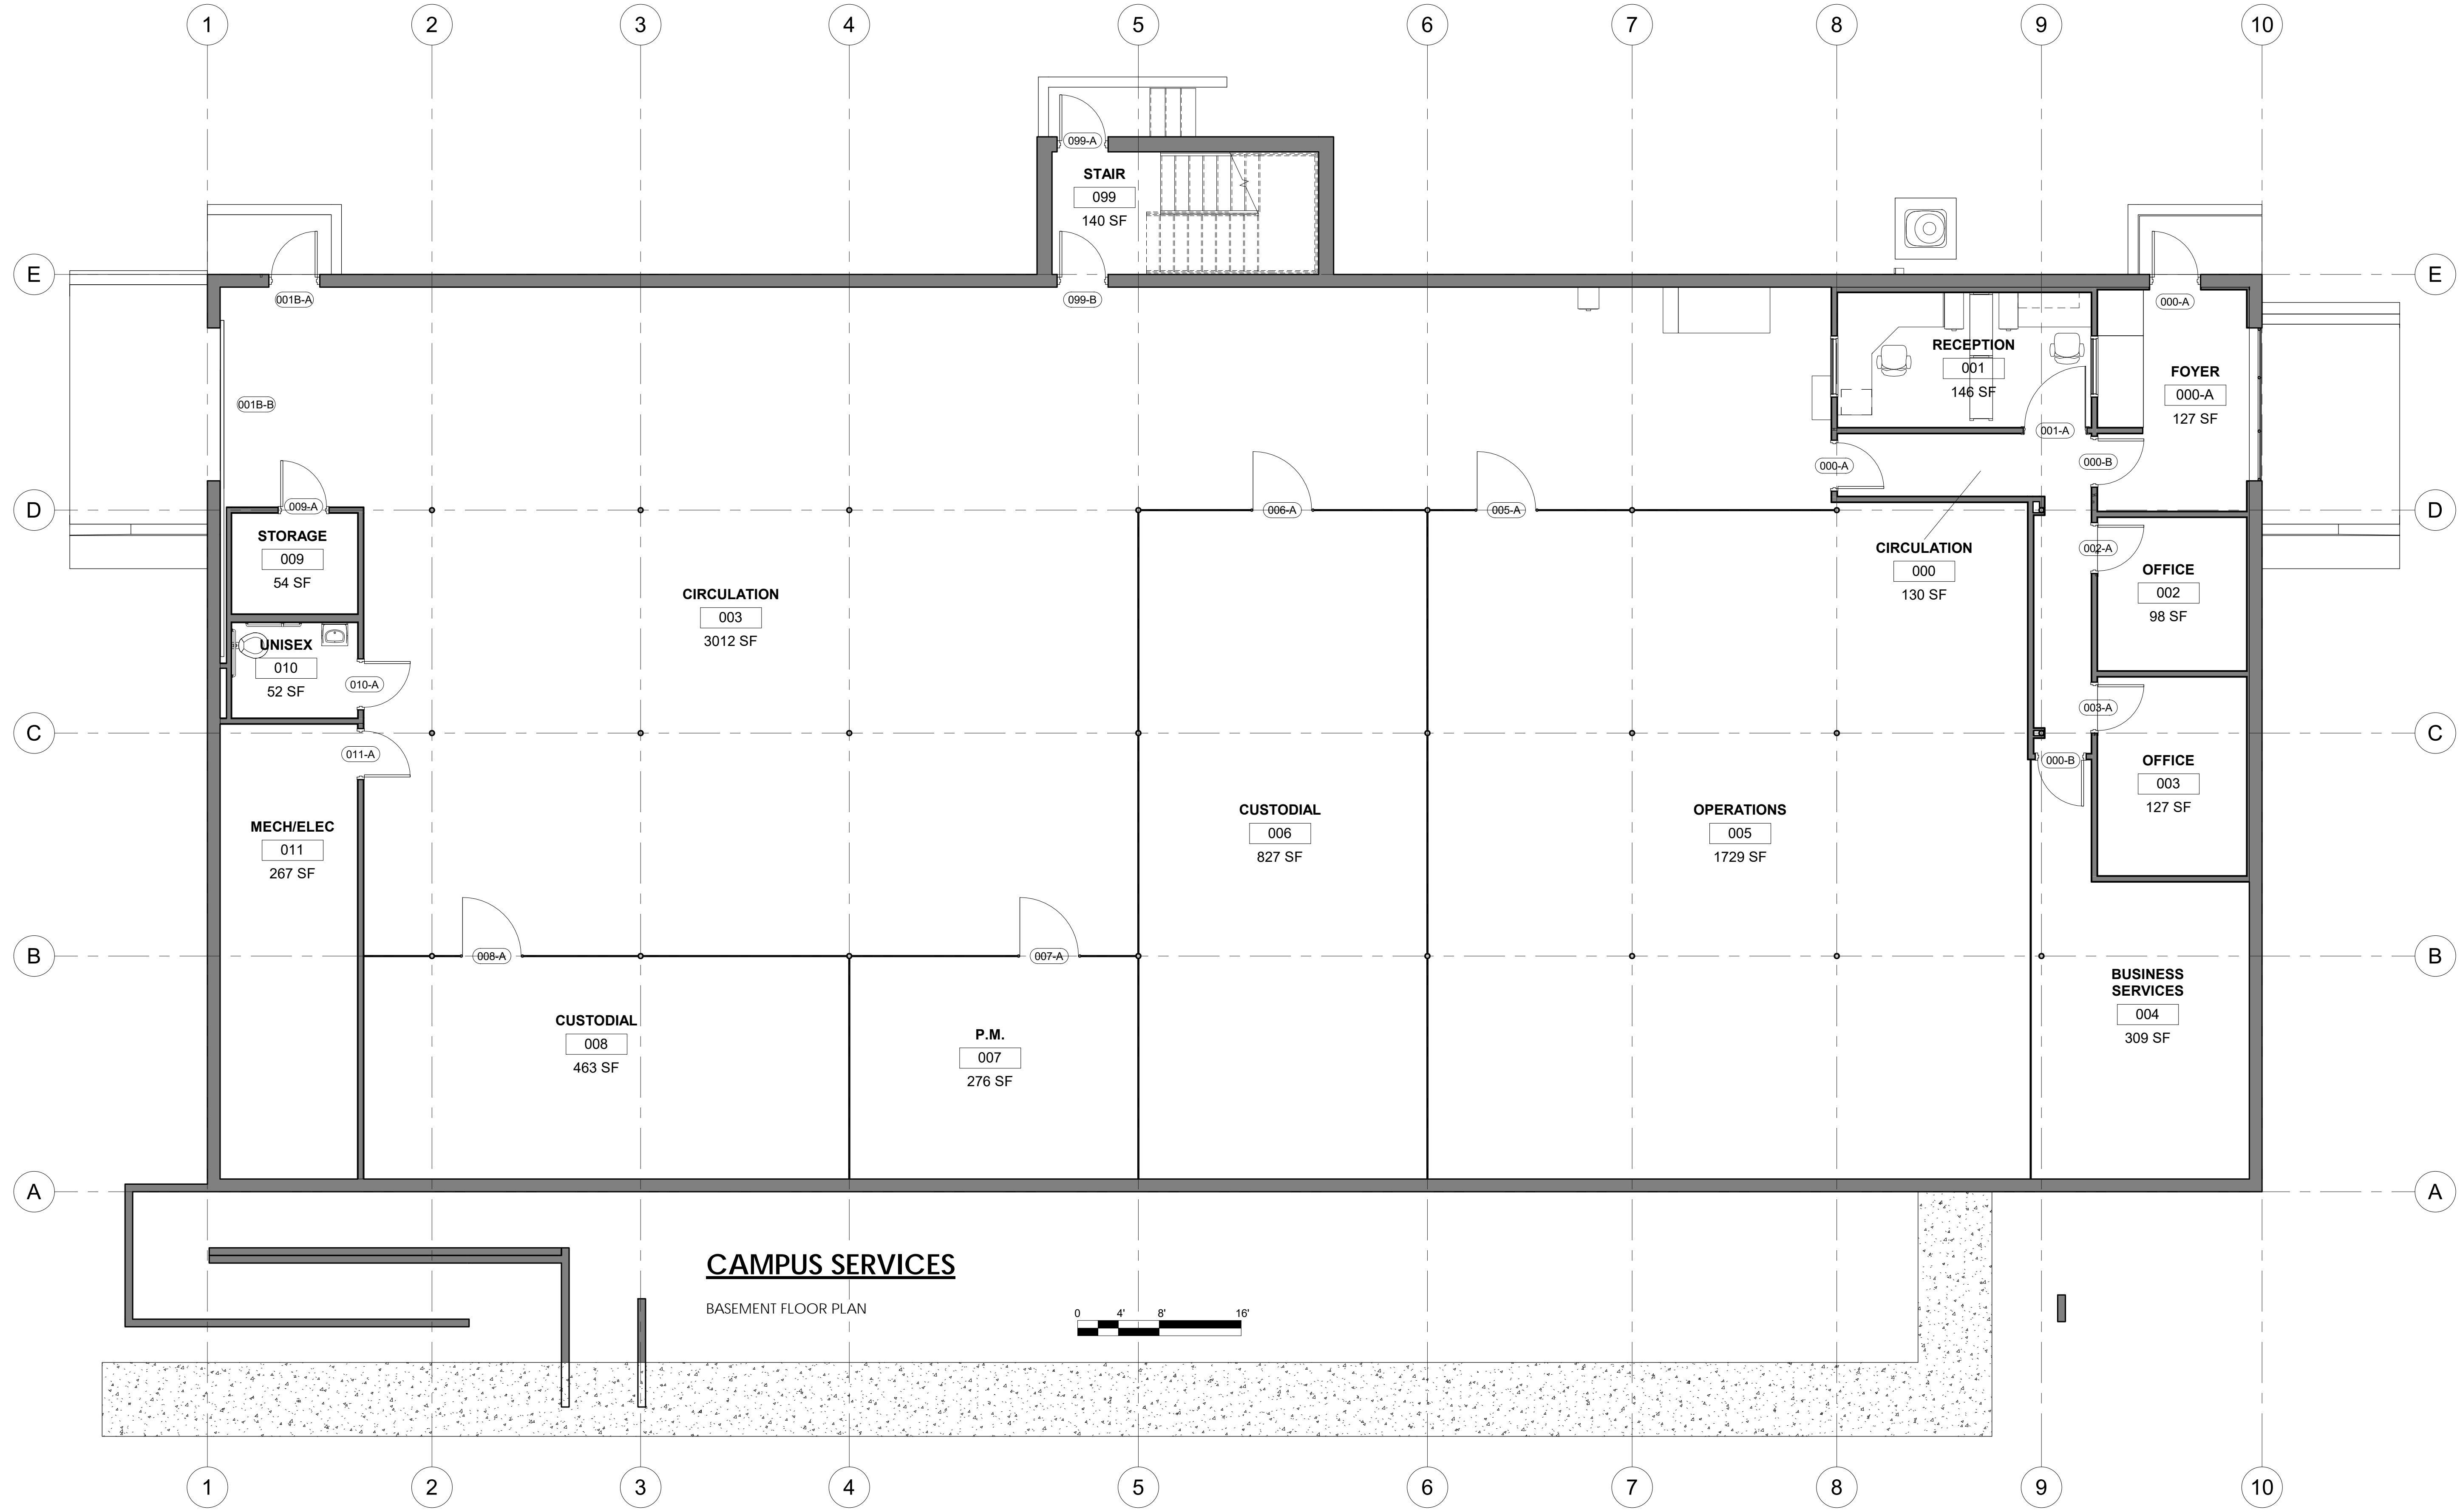 1 2 3 4 5 6 7 8 9 10
099-A
STAIR
099
140 SF
E E
001B-A 099-B 000-A
RECEPTION
001
146 SF
FOYER
000-A
127 SF
001B-B
001-A
000-A 000-B
D D
009-A 006-A 005-A
STORAGE
009
54 SF
CIRCULATION
000
130 SF
002-A
OFFICE
002
98 SF
CIRCULATION
003
3012 SF
UNISEX
010
52 SF
010-A
003-A
C C
011-A 000-B
OFFICE
003
127 SF
MECH/ELEC
011
267 SF
CUSTODIAL
006
827 SF
OPERATIONS
005
1729 SF
B B
008-A 007-A
BUSINESS
SERVICES
004
309 SF
CUSTODIAL
008
463 SF
P.M.
007
276 SF
A A
CAMPUS SERVICES
BASEMENT FLOOR PLAN
0 4' 8' 16'
1 2 3 4 5 6 7 8 9 10